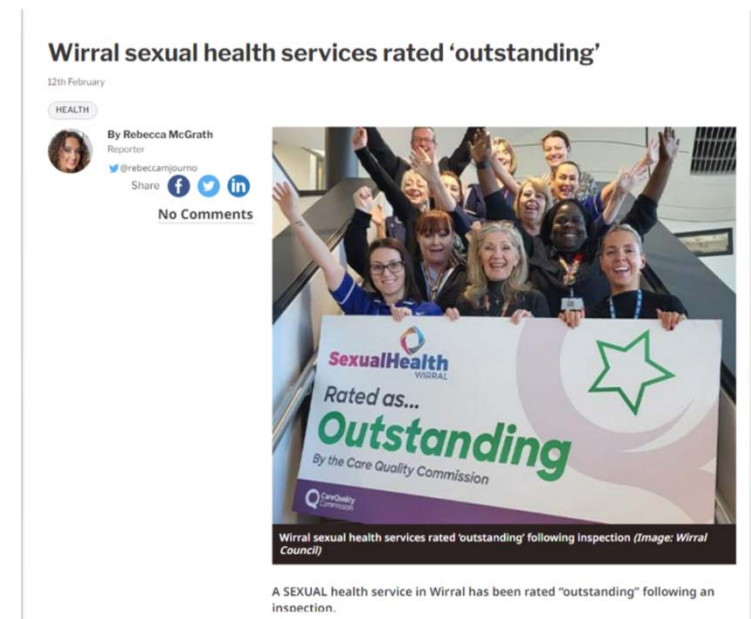 Wirral sexual health services rated ‘outstanding’
12th February
HEALTH
By Rebecca McGrath
Reporter
@rebeccamjourno
Share f in
No Comments
SexualHealth
WIRRAL
Rated as...
Outstanding
By the Care Quality Commission
CareQuality
Commission
Wirral sexual health services rated ‘outstanding’ following inspection (Image: Wirral
Council)
A SEXUAL health service in Wirral has been rated “outstanding” following an
inspection.